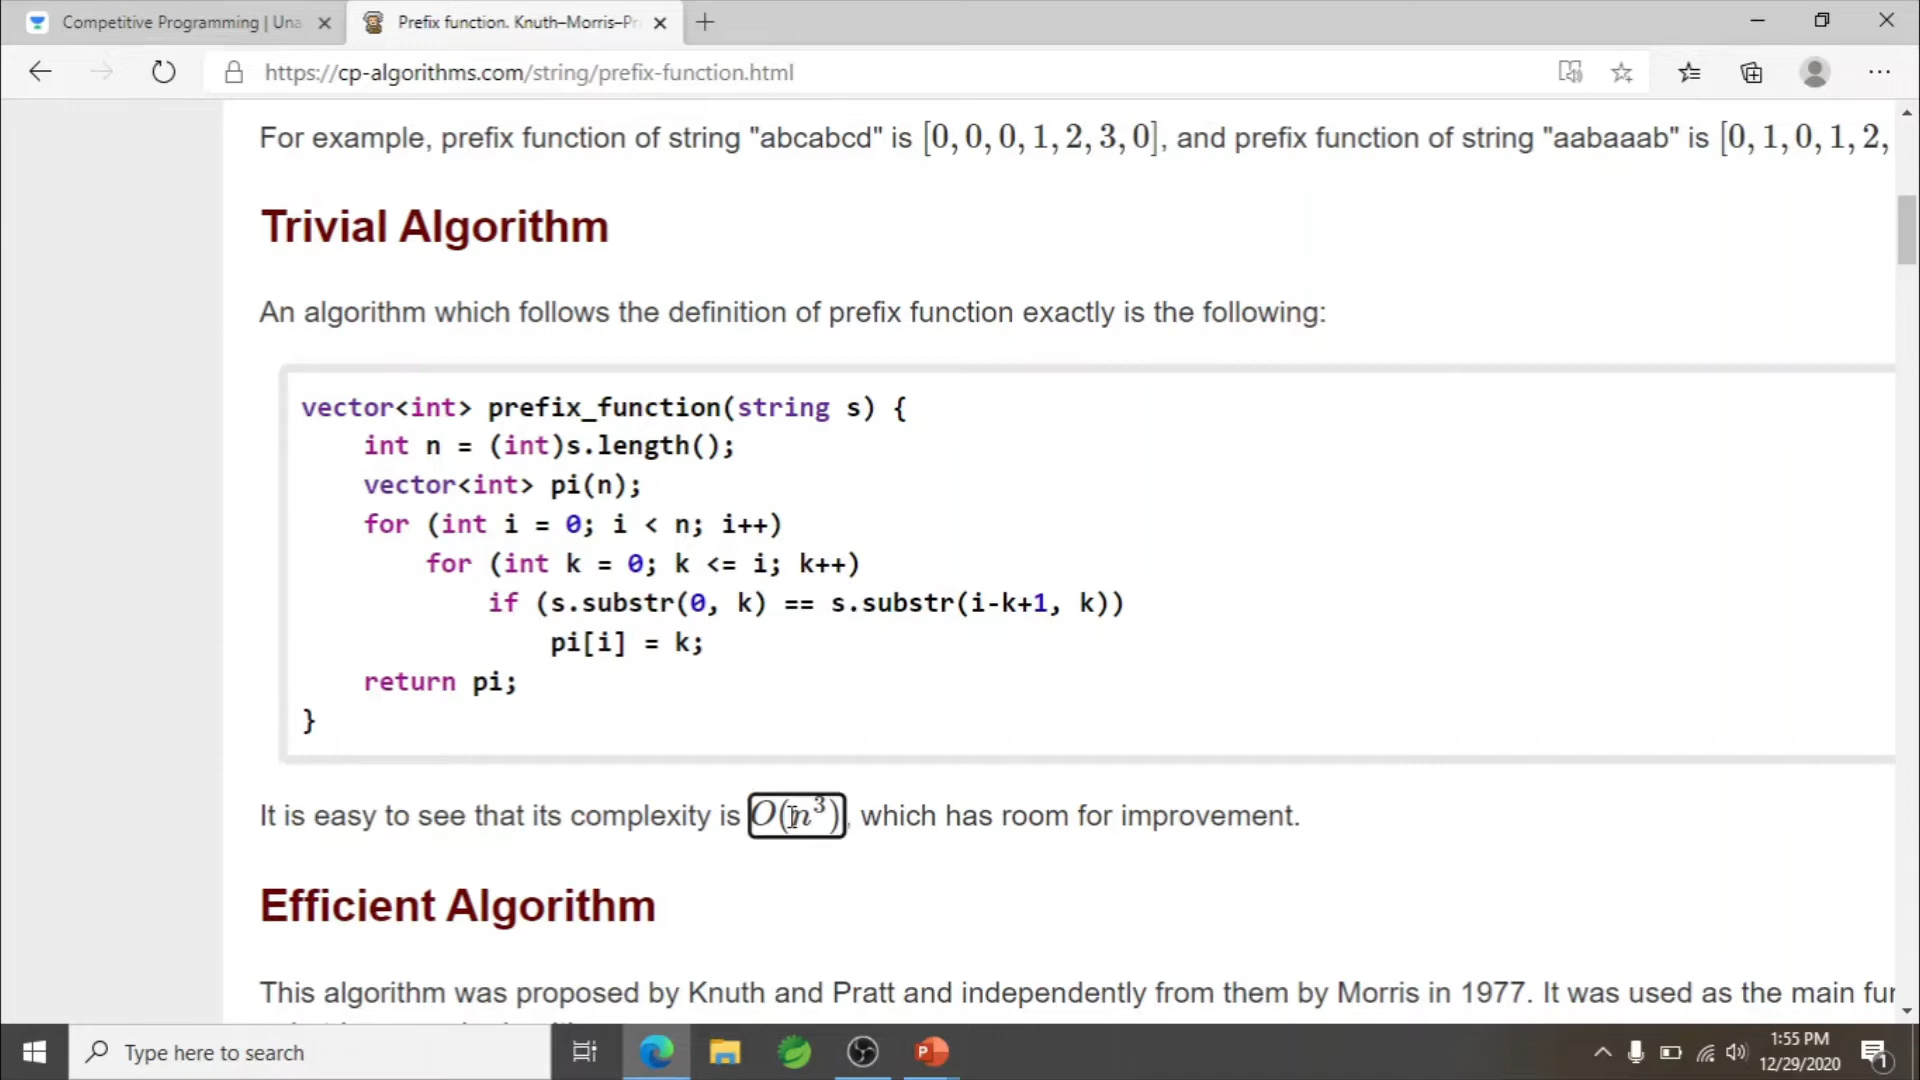 Competitive Programming | Una
Prefix function. Knuth–Morris–Pr
https://cp-algorithms.com/string/prefix-function.html
For example, prefix function of string "abcabcd" is [0, 0, 0, 1, 2, 3, 0], and prefix function of string "aabaaab" is [0, 1, 0, 1, 2,
Trivial Algorithm
An algorithm which follows the definition of prefix function exactly is the following:
vector<int> prefix_function(string s) {
    int n = (int)s.length();
    vector<int> pi(n);
    for (int i = 0; i < n; i++)
        for (int k = 0; k <= i; k++)
            if (s.substr(0, k) == s.substr(i-k+1, k))
                pi[i] = k;
    return pi;
}
It is easy to see that its complexity is O(n³), which has room for improvement.
Efficient Algorithm
This algorithm was proposed by Knuth and Pratt and independently from them by Morris in 1977. It was used as the main fu
Type here to search
1:55 PM
12/29/2020
1